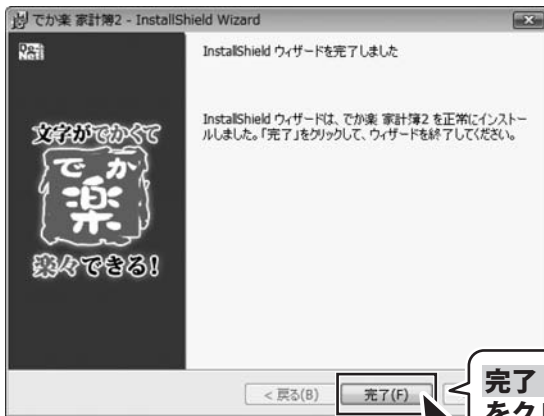 でか楽 家計簿2 - InstallShield Wizard
De-Net!
InstallShield ウィザードを完了しました
InstallShield ウィザードは、でか楽 家計簿2 を正常にインストー
ルしました。「完了」をクリックして、ウィザードを終了してください。
文字がでかくて
でか
楽
楽々できる!
< 戻る(B)
完了(F)
完了
をク